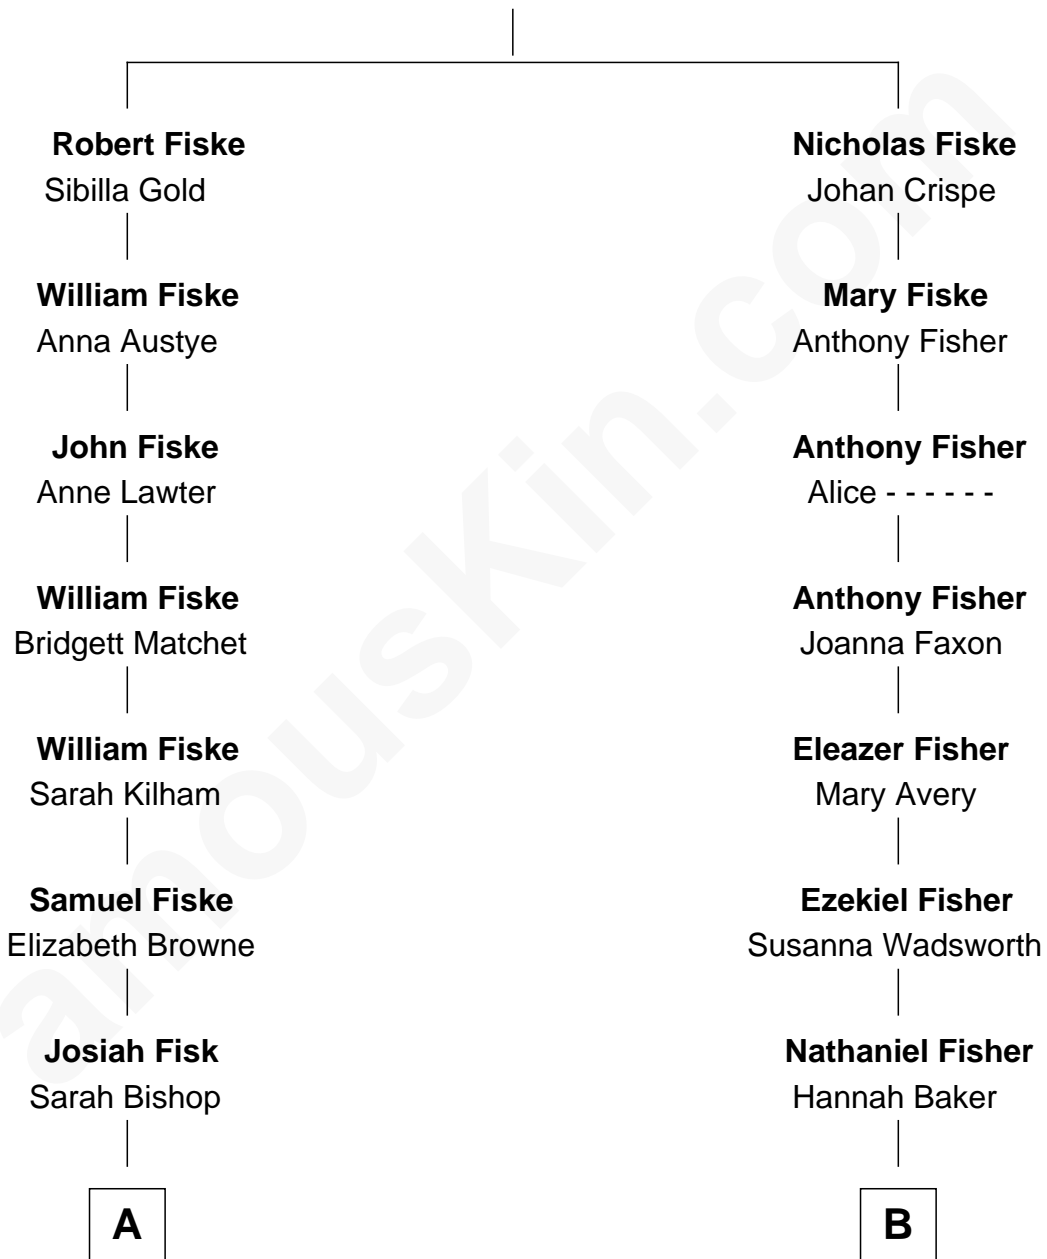 Robert Fiske
Sibilla Gold
William Fiske
Anna Austye
John Fiske
Anne Lawter
William Fiske
Bridgett Matchet
William Fiske
Sarah Kilham
Samuel Fiske
Elizabeth Browne
Josiah Fisk
Sarah Bishop
A
Nicholas Fiske
Johan Crispe
Mary Fiske
Anthony Fisher
Anthony Fisher
Alice - - - - - -
Anthony Fisher
Joanna Faxon
Eleazer Fisher
Mary Avery
Ezekiel Fisher
Susanna Wadsworth
Nathaniel Fisher
Hannah Baker
B
amousKin.com